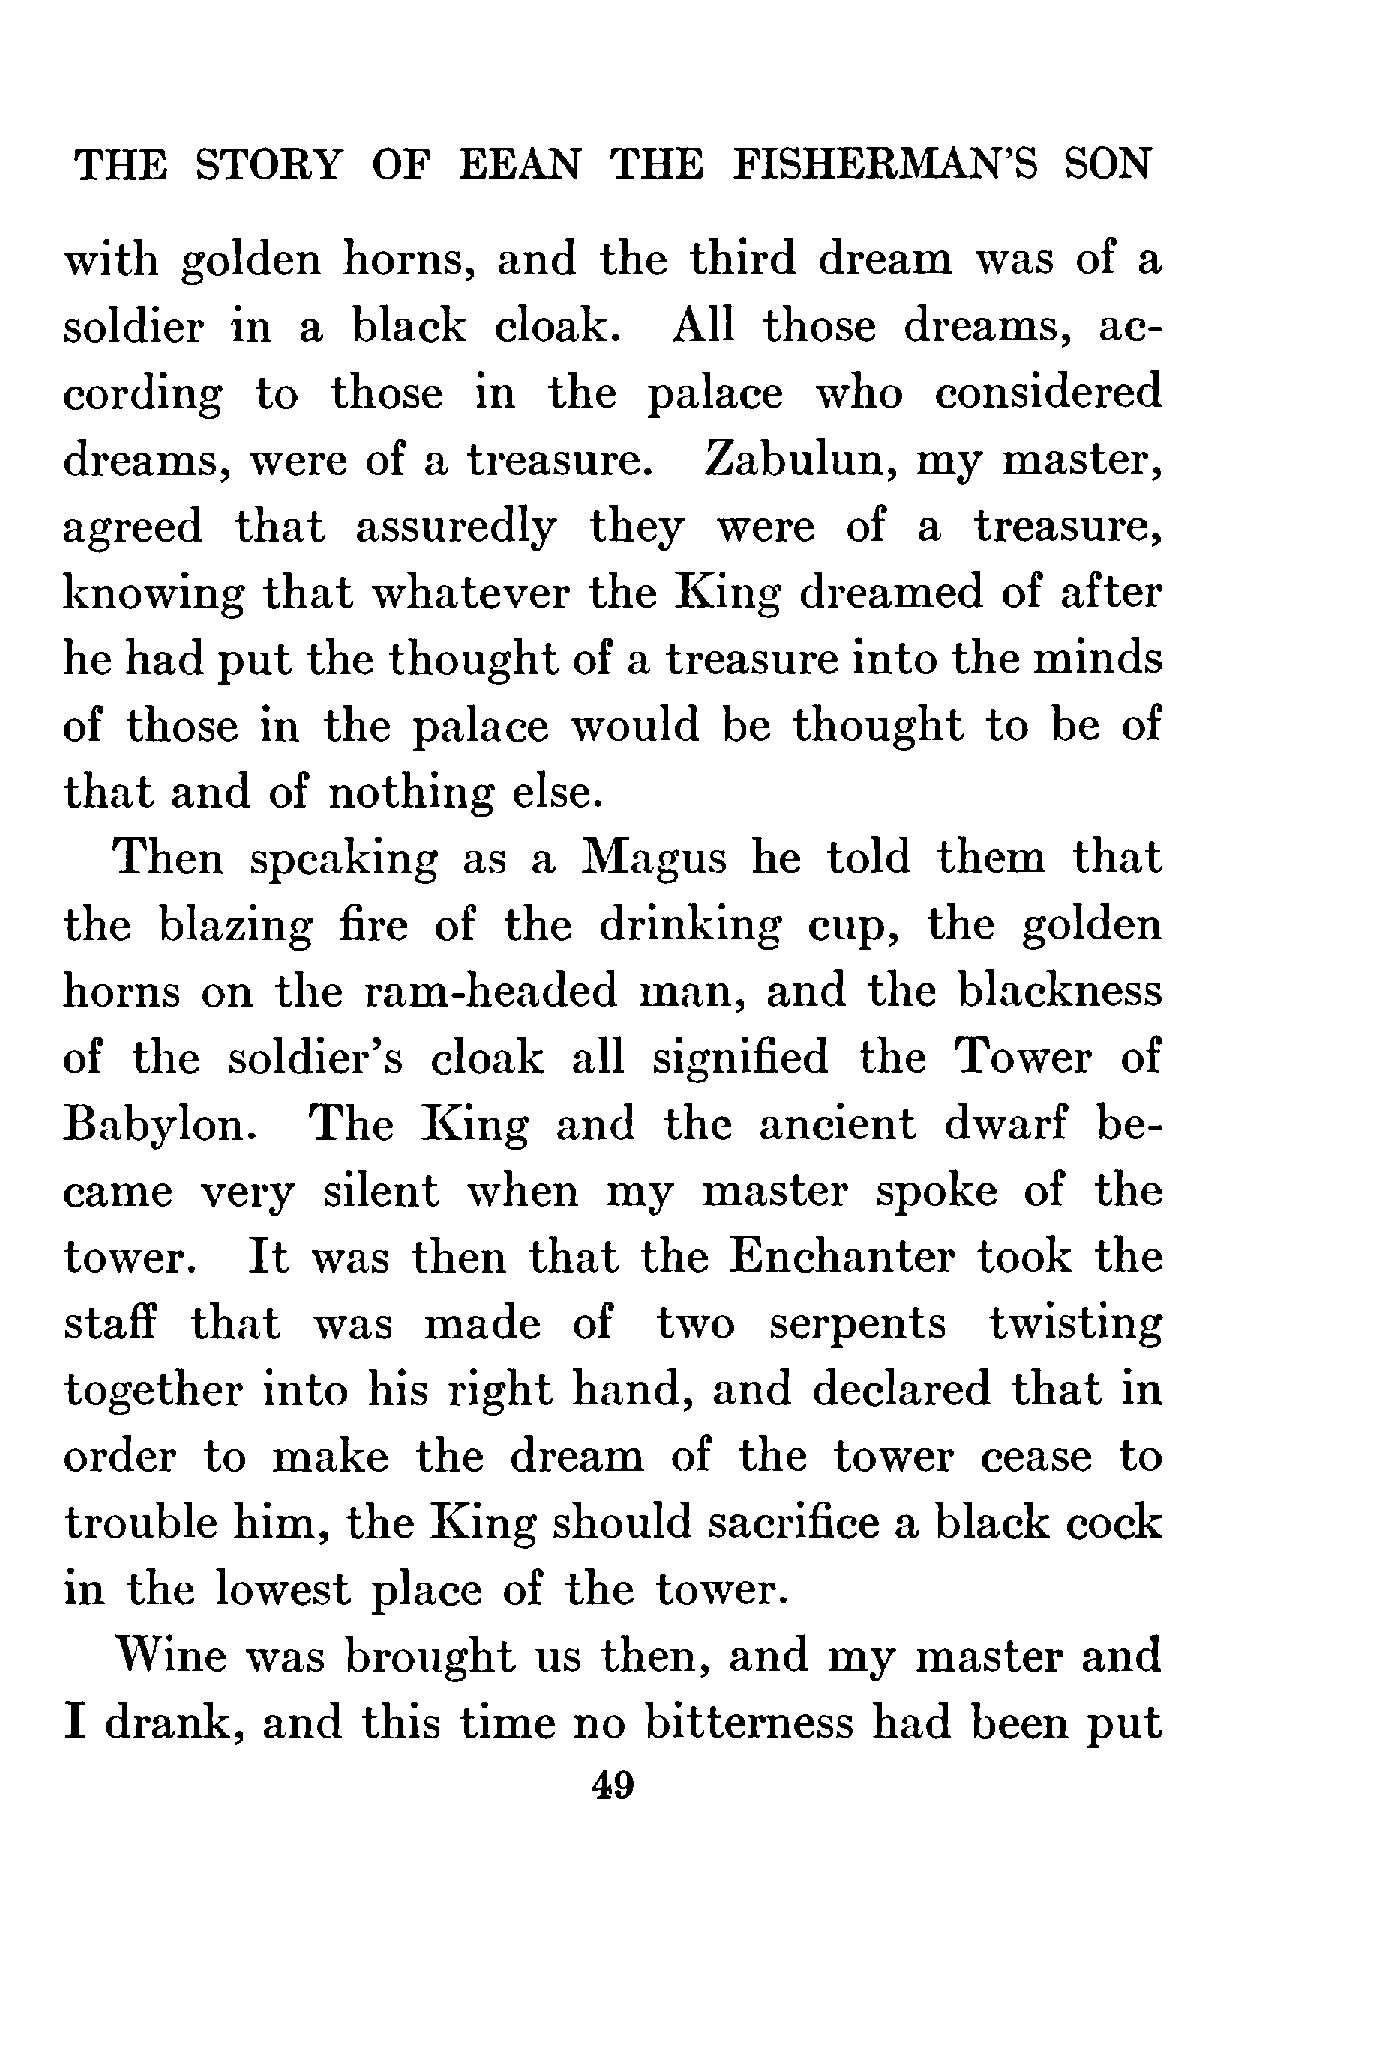 THE STORY OF EEAN THE FISHERMAN'S SON
with golden horns, and the third dream was of a
soldier in a black cloak. All those dreams, ac-
cording to those in the palace who considered
dreams, were of a treasure. Zabulun, my master,
agreed that assuredly they were of a treasure,
knowing that whatever the King dreamed of after
he had put the thought of a treasure into the minds
of those in the palace would be thought to be of
that and of nothing else.
Then speaking as a Magus he told them that
the blazing fire of the drinking cup, the golden
horns on the ram-headed man, and the blackness
of the soldier's cloak all signified the Tower of
Babylon. The King and the ancient dwarf be-
came very silent when my master spoke of the
tower. It was then that the Enchanter took the
staff that was made of two serpents twisting
together into his right hand, and declared that in
order to make the dream of the tower cease to
trouble him, the King should sacrifice a black cock
in the lowest place of the tower.
Wine was brought us then, and my master and
I drank, and this time no bitterness had been put
49